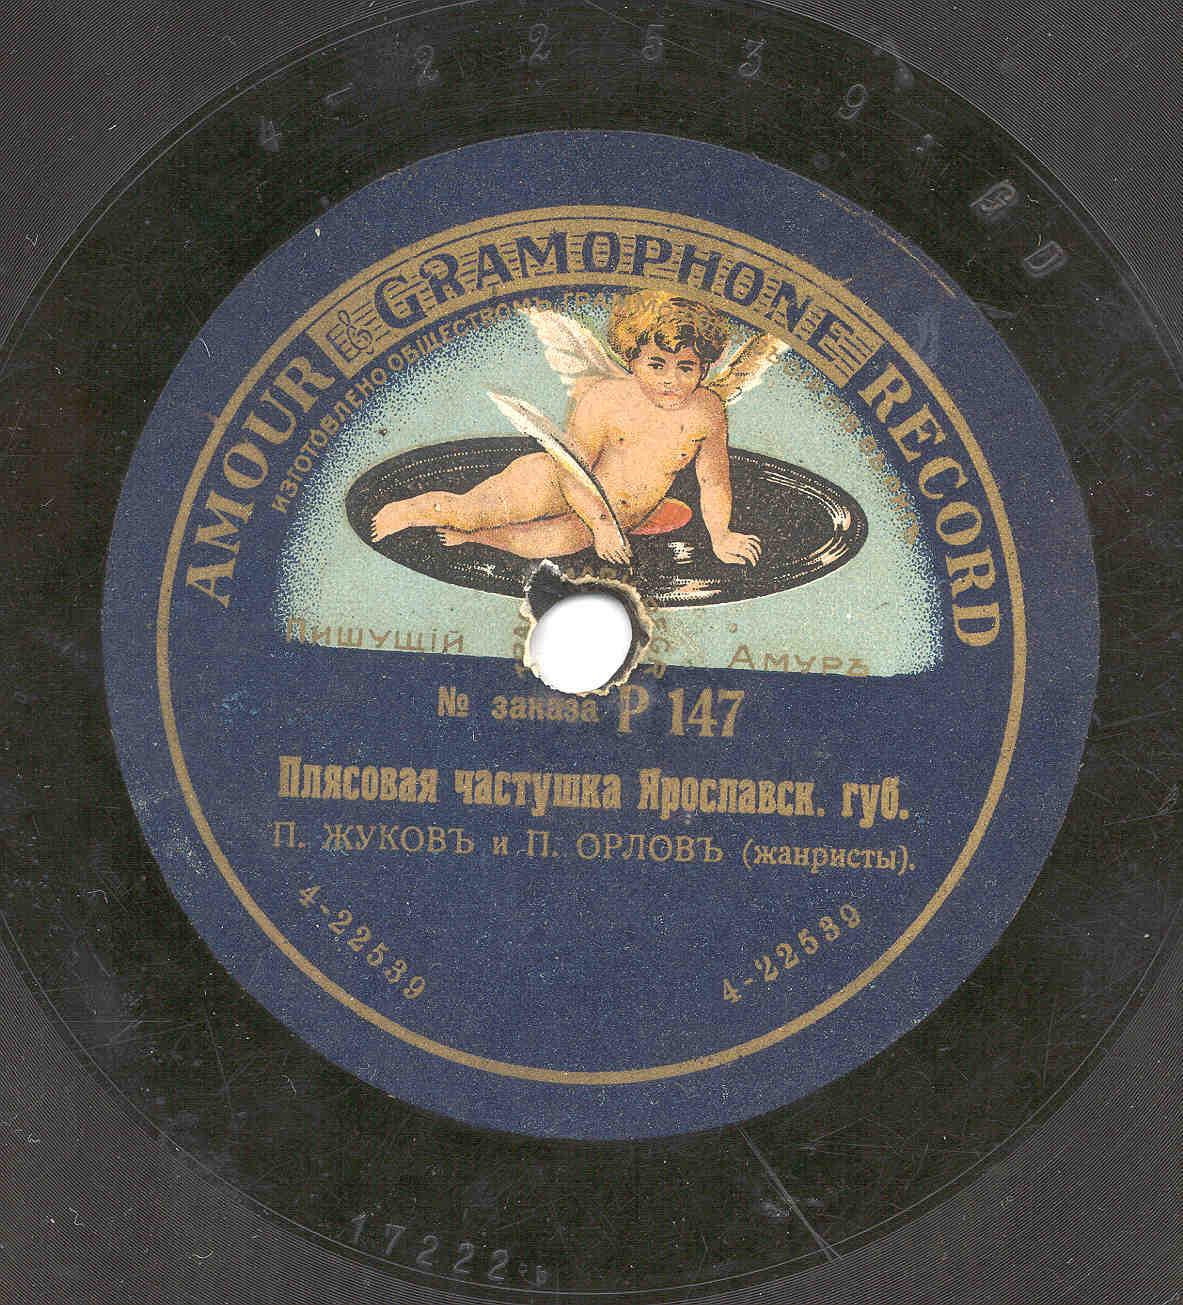 4-22539.
AMOUR GRAMOPHONE RECORD
ИЗГОТОВЛЕНО ОБЩЕСТВОМЪ
Пишущій Амуръ
№ заказа Р 147
Плясовая частушка Ярославск. губ.
П. ЖУКОВЪ и П. ОРЛОВЪ (жанристы).
4-22539 4-22539
17222